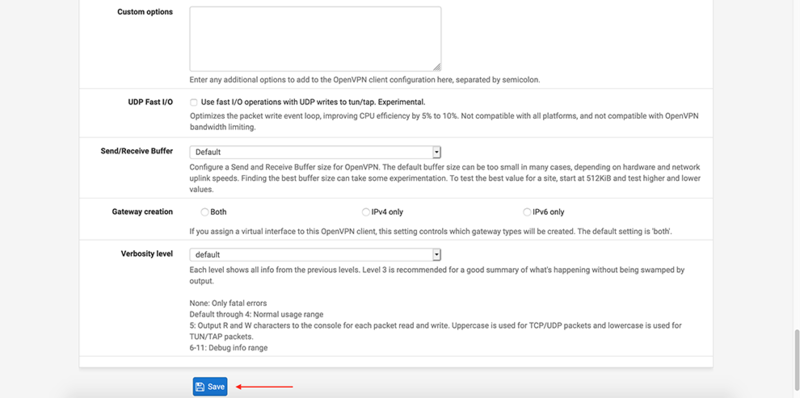 Custom options
Enter any additional options to add to the OpenVPN client configuration here, separated by semicolon.
UDP Fast I/O
Use fast I/O operations with UDP writes to tun/tap. Experimental.
Optimizes the packet write event loop, improving CPU efficiency by 5% to 10%. Not compatible with all platforms, and not compatible with OpenVPN
bandwidth limiting.
Send/Receive Buffer
Default
Configure a Send and Receive Buffer size for OpenVPN. The default buffer size can be too small in many cases, depending on hardware and network
uplink speeds. Finding the best buffer size can take some experimentation. To test the best value for a site, start at 512KiB and test higher and lower
values.
Gateway creation
Both
IPv4 only
IPv6 only
If you assign a virtual interface to this OpenVPN client, this setting controls which gateway types will be created. The default setting is 'both'.
Verbosity level
default
Each level shows all info from the previous levels. Level 3 is recommended for a good summary of what's happening without being swamped by
output.
None: Only fatal errors
Default through 4: Normal usage range
5: Output R and W characters to the console for each packet read and write. Uppercase is used for TCP/UDP packets and lowercase is used for
TUN/TAP packets.
6-11: Debug info range
Save